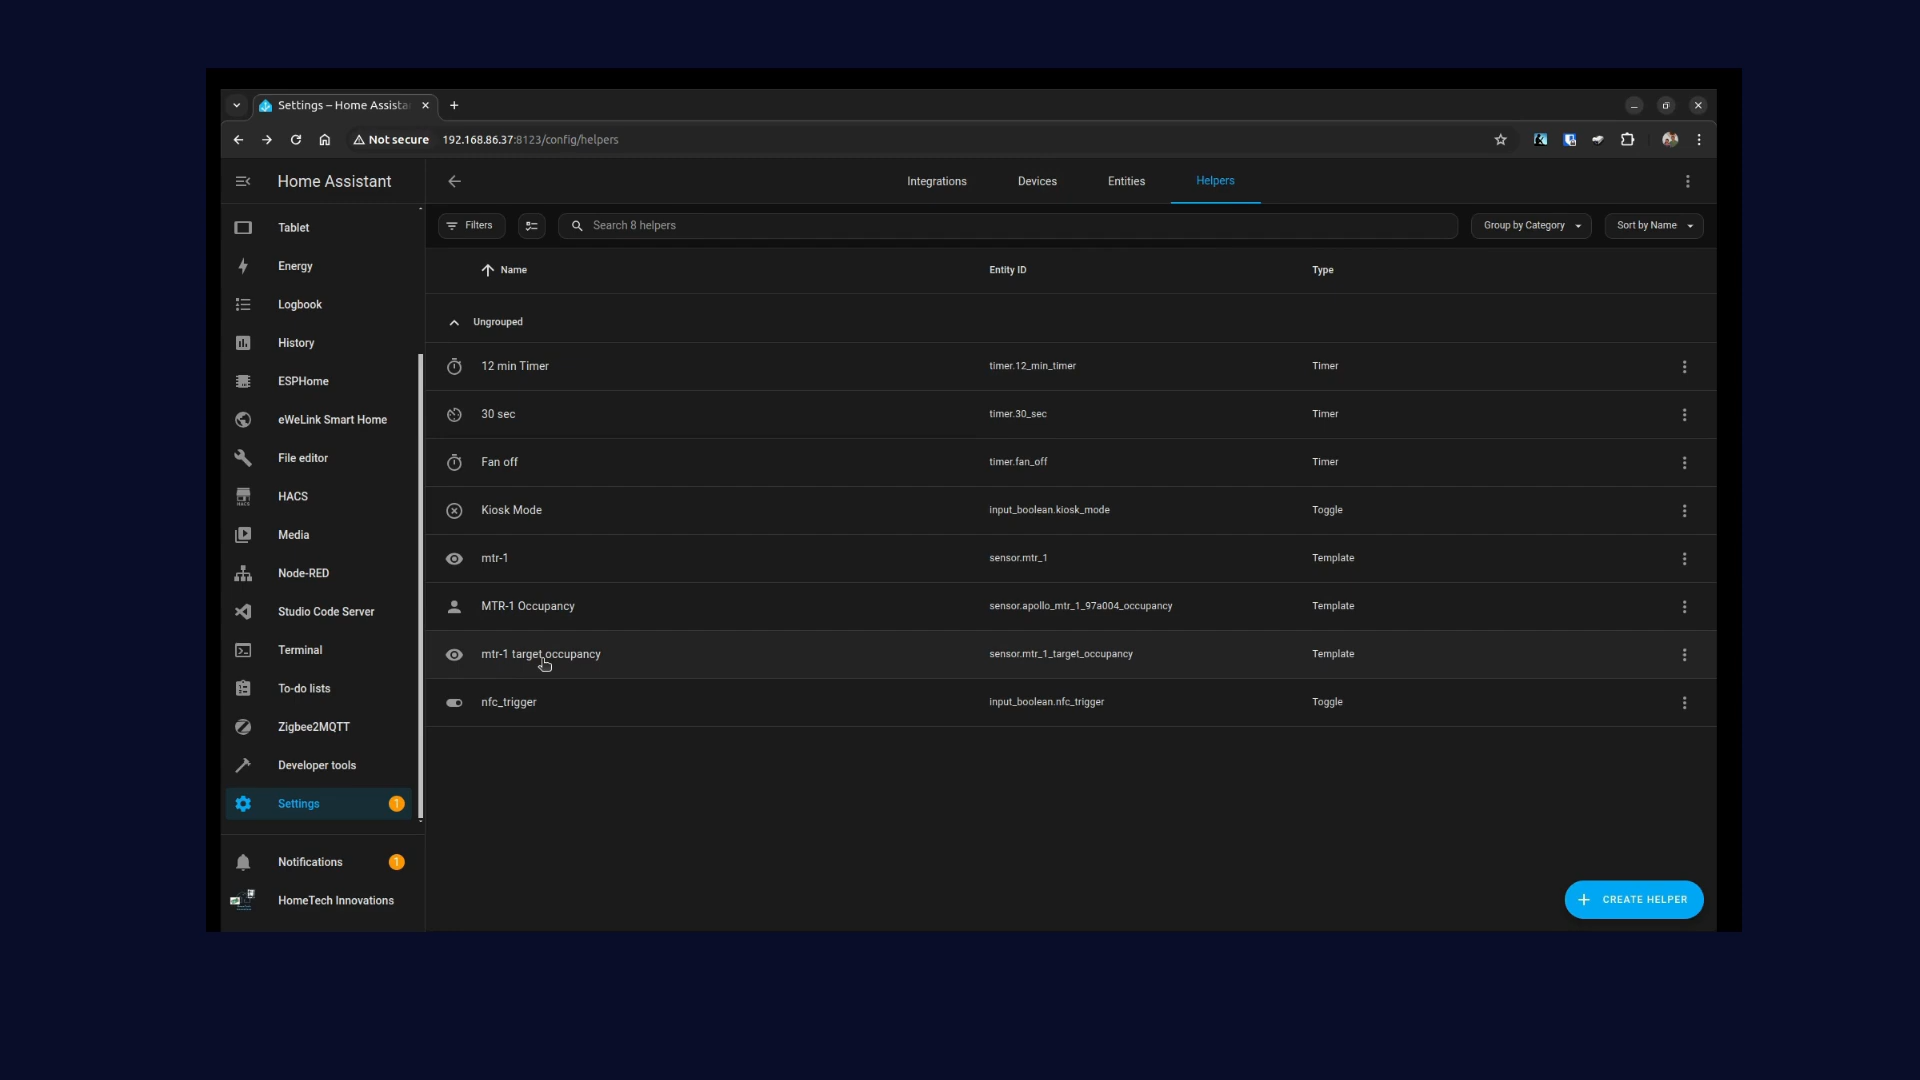 Settings – Home Assista
Not secure 192.168.86.37:8123/config/helpers
Home Assistant
Integrations Devices Entities Helpers
Filters Search 8 helpers Group by Category Sort by Name
Name Entity ID Type
Ungrouped
12 min Timer timer.12_min_timer Timer
30 sec timer.30_sec Timer
Fan off timer.fan_off Timer
Kiosk Mode input_boolean.kiosk_mode Toggle
mtr-1 sensor.mtr_1 Template
MTR-1 Occupancy sensor.apollo_mtr_1_97a004_occupancy Template
mtr-1 target occupancy sensor.mtr_1_target_occupancy Template
nfc_trigger input_boolean.nfc_trigger Toggle
Tablet
Energy
Logbook
History
ESPHome
eWeLink Smart Home
File editor
HACS
Media
Node-RED
Studio Code Server
Terminal
To-do lists
Zigbee2MQTT
Developer tools
Settings 1
Notifications 1
HomeTech Innovations
CREATE HELPER